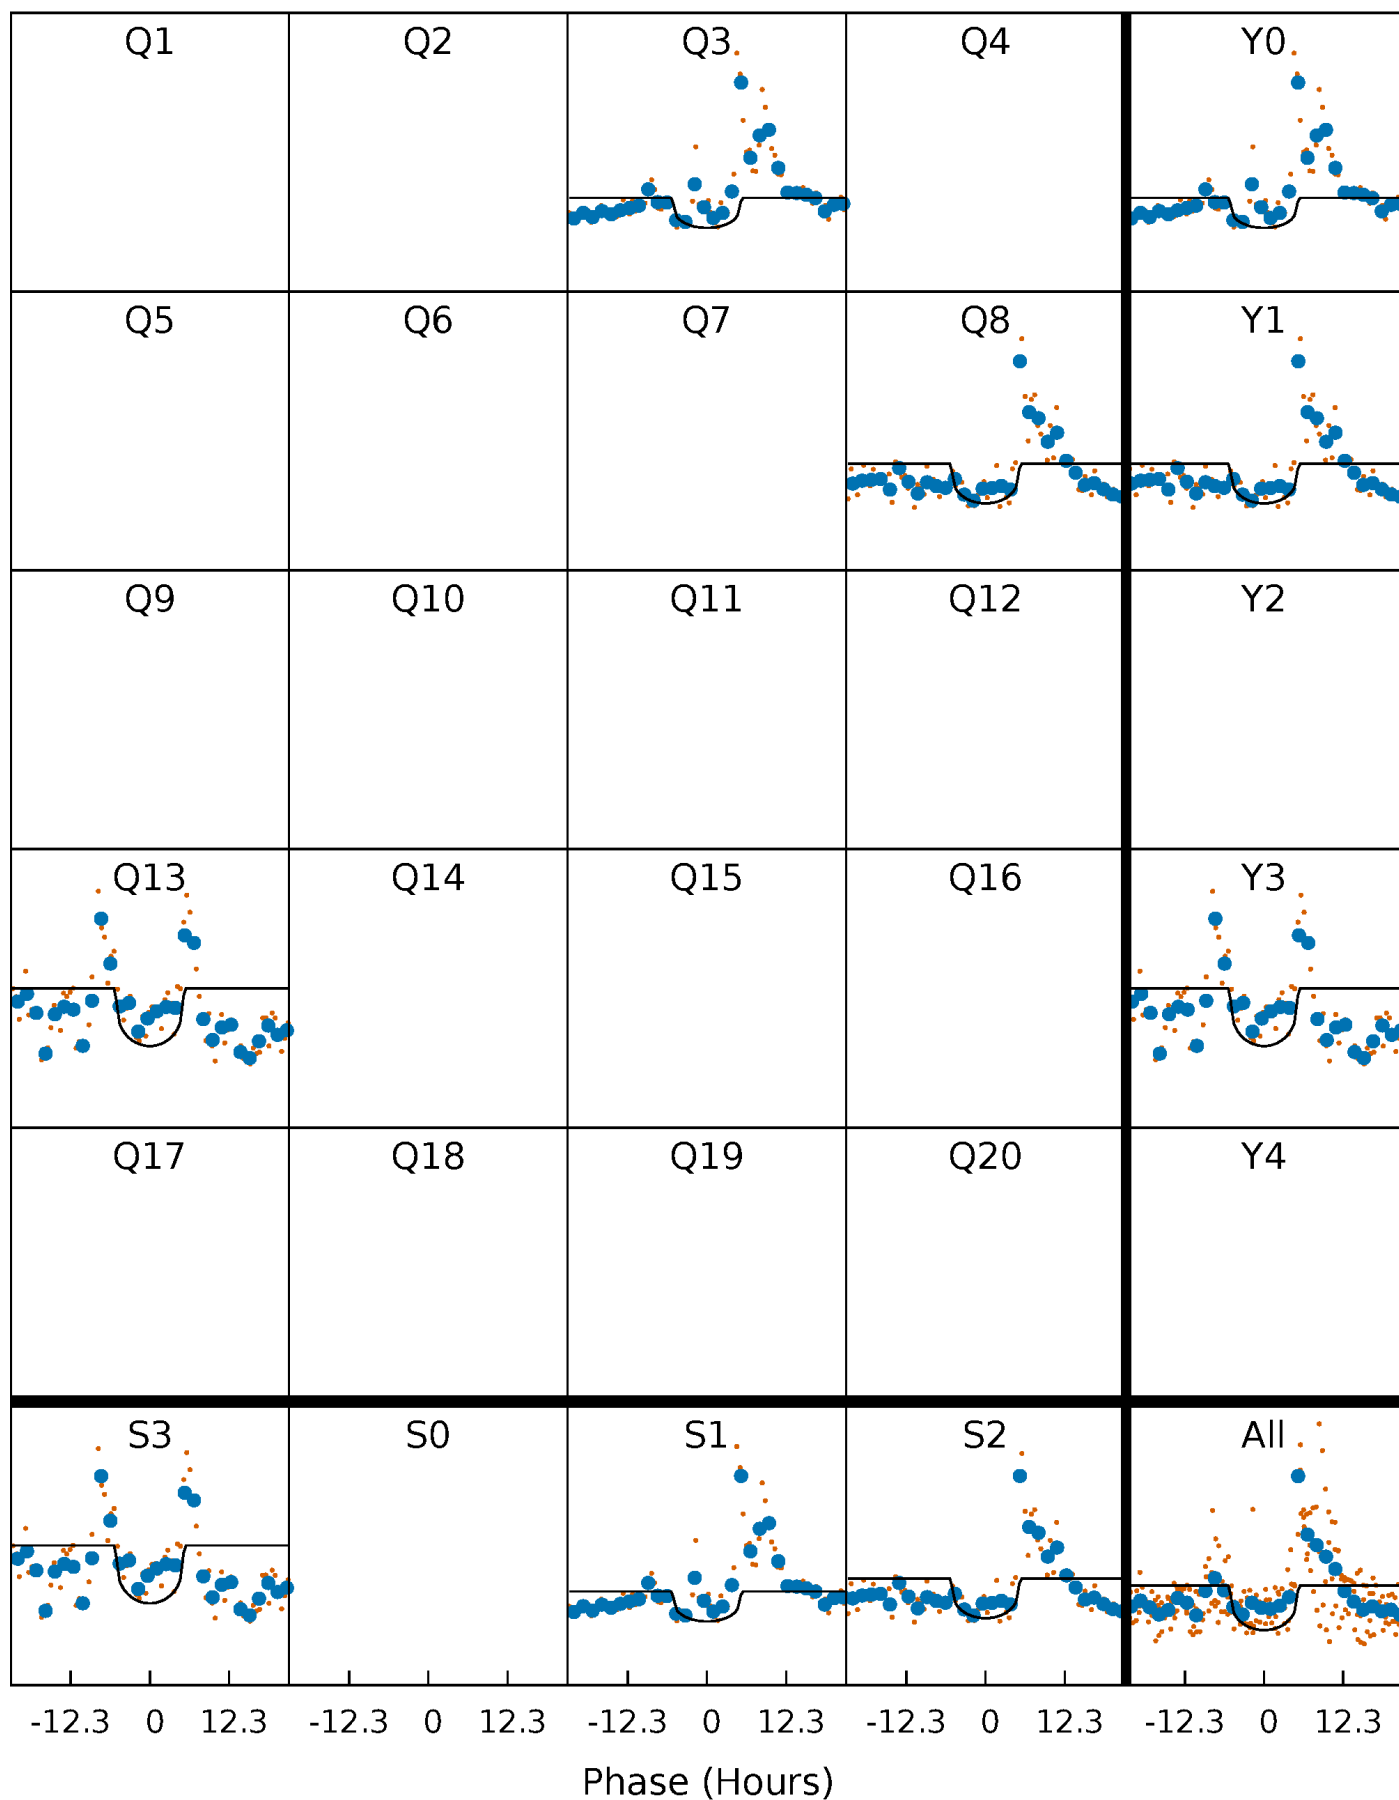 Q1 Q2 Q3 Q4 Y0
Q5 Q6 Q7 Q8 Y1
Q9 Q10 Q11 Q12 Y2
Q13 Q14 Q15 Q16 Y3
Q17 Q18 Q19 Q20 Y4
S3 S0 S1 S2 All
-12.3 0 12.3 -12.3 0 12.3 -12.3 0 12.3 -12.3 0 12.3 -12.3 0 12.3
Phase (Hours)